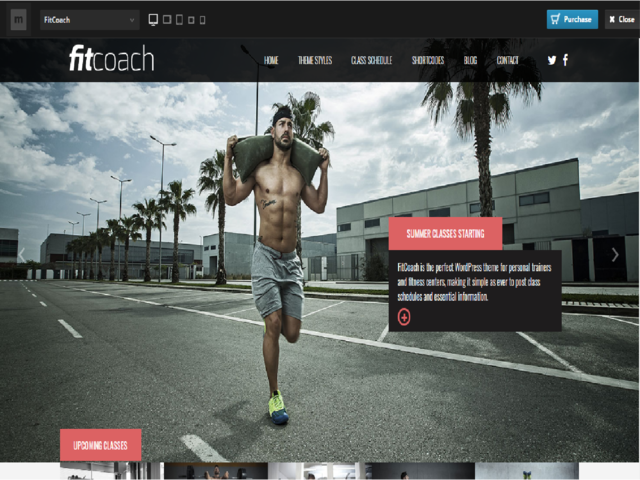 m
FitCoach
Purchase
✖ Close
fitcoach
HOME THEME STYLES CLASS SCHEDULE SHORTCODES BLOG CONTACT
SUMMER CLASSES STARTING
FitCoach is the perfect WordPress theme for personal trainers
and fitness centers, making it simple as ever to post class
schedules and essential information.
UPCOMING CLASSES